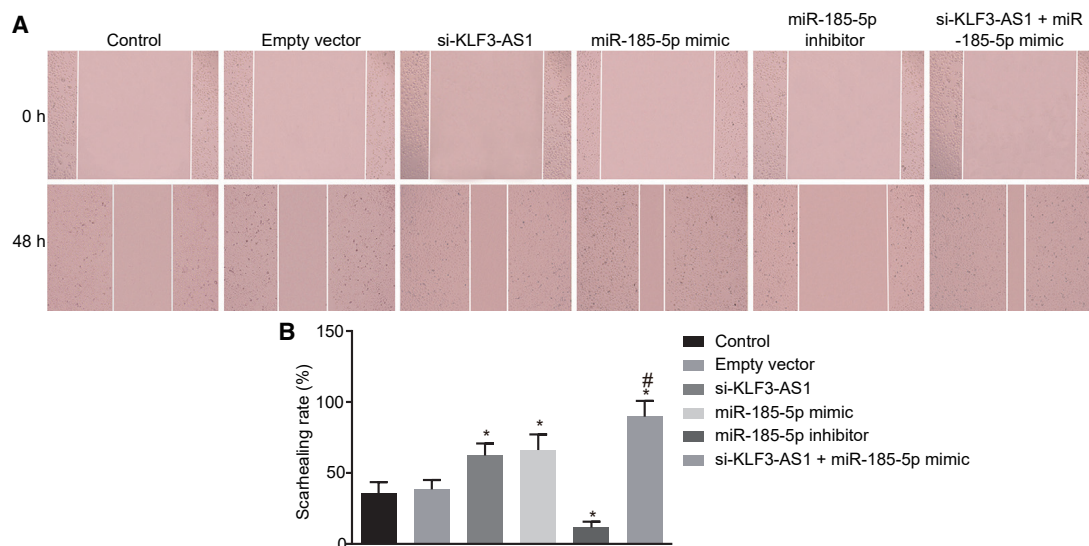 A
Control
Empty vector
si-KLF3-AS1
miR-185-5p mimic
miR-185-5p
inhibitor
si-KLF3-AS1 + miR
-185-5p mimic
0 h
48 h
B
150
100
50
0
Scarhealing rate (%)
*
*
*
#
*
Control
Empty vector
si-KLF3-AS1
miR-185-5p mimic
miR-185-5p inhibitor
si-KLF3-AS1 + miR-185-5p mimic